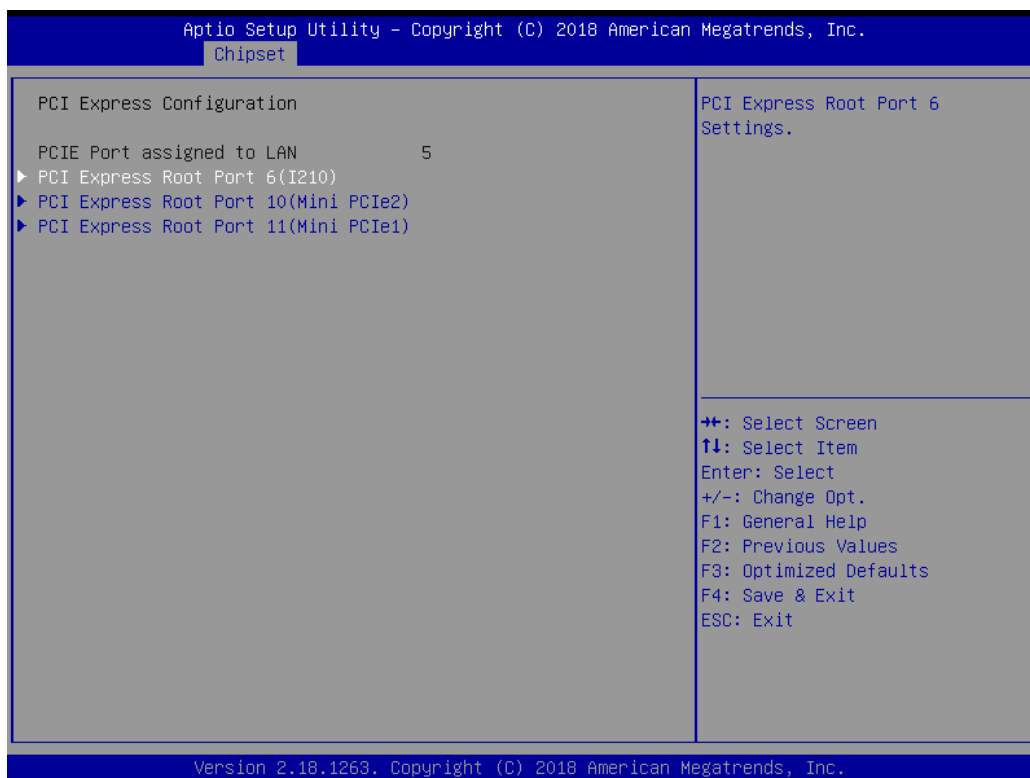 Aptio Setup Utility – Copyright (C) 2018 American Megatrends, Inc.
Chipset
PCI Express Configuration
PCIE Port assigned to LAN 5
▶ PCI Express Root Port 6(I210)
▶ PCI Express Root Port 10(Mini PCIe2)
▶ PCI Express Root Port 11(Mini PCIe1)
PCI Express Root Port 6
Settings.
→←: Select Screen
↑↓: Select Item
Enter: Select
+/-: Change Opt.
F1: General Help
F2: Previous Values
F3: Optimized Defaults
F4: Save & Exit
ESC: Exit
Version 2.18.1263. Copyright (C) 2018 American Megatrends, Inc.